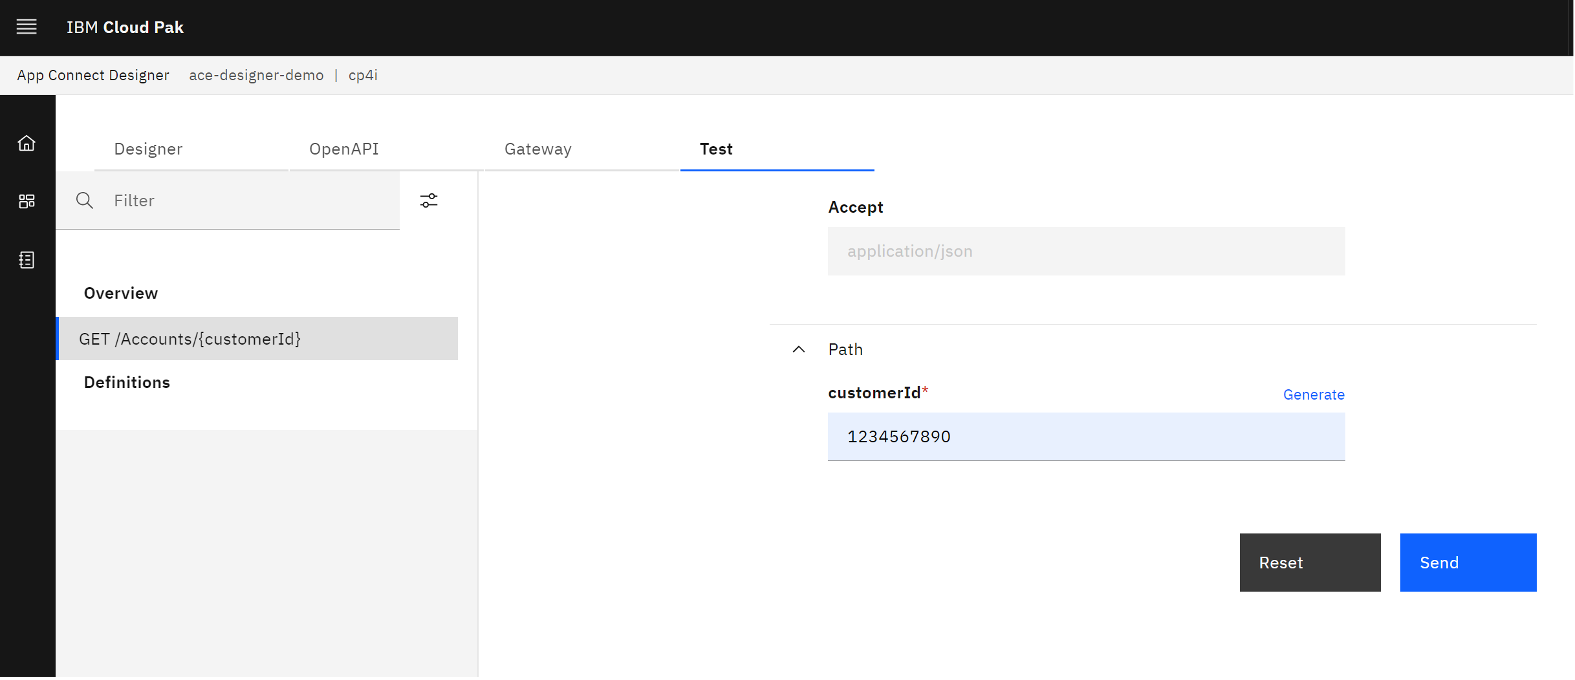 IBM Cloud Pak
App Connect Designer ace-designer-demo | cp4i
Designer OpenAPI Gateway Test
Filter
Overview
GET /Accounts/{customerId}
Definitions
Accept
application/json
Path
customerId* Generate
1234567890
Reset Send